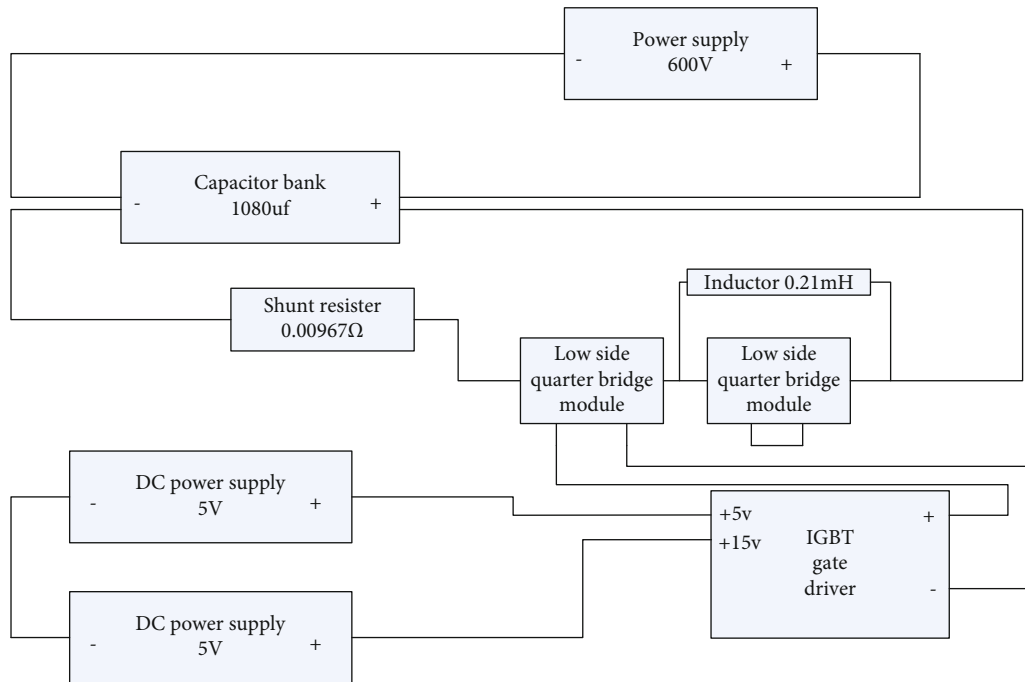 Power supply
600V
-
+
Capacitor bank
1080uf
-
+
Inductor 0.21mH
Shunt resister
0.00967Ω
Low side
quarter bridge
module
Low side
quarter bridge
module
DC power supply
5V
-
+
+5v
+15v
IGBT
gate
driver
+
-
DC power supply
5V
-
+